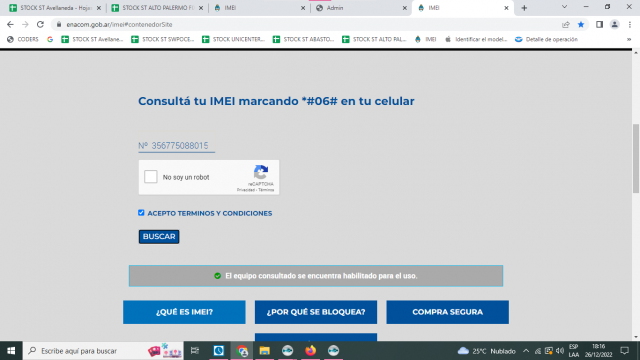 STOCK ST Avellaneda - Hoja
STOCK ST ALTO PALERMO
IMEI
Admin
IMEI
enacom.gob.ar/imei#contenedorSite
CODERS
STOCK ST Avellane...
STOCK ST SWPOCE...
STOCK UNICENTER...
STOCK ST ABASTO...
STOCK ST ALTO PAL...
IMEI
Identificar el model...
Detalle de operación
Consultá tu IMEI marcando *#06# en tu celular
Nº 356775088015
No soy un robot
reCAPTCHA
Privacidad - Términos
ACEPTO TERMINOS Y CONDICIONES
BUSCAR
El equipo consultado se encuentra habilitado para el uso.
¿QUÉ ES IMEI?
¿POR QUÉ SE BLOQUEA?
COMPRA SEGURA
Escribe aquí para buscar
25°C Nublado
ESP
LAA
18:16
26/12/2022